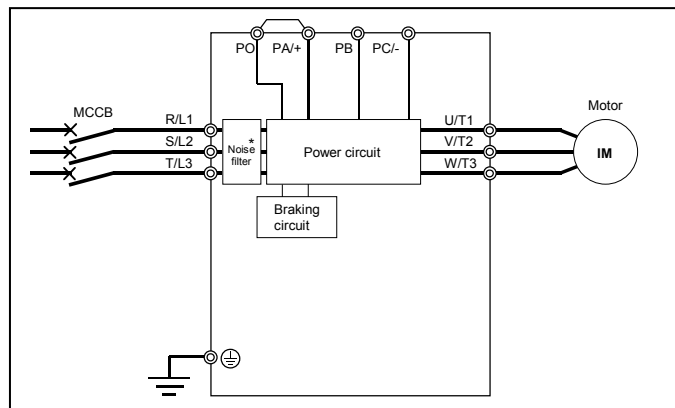 PO PA/+ PB PC/-
MCCB
R/L1
S/L2
T/L3
Noise
filter
*
Power circuit
Braking
circuit
U/T1
V/T2
W/T3
Motor
IM